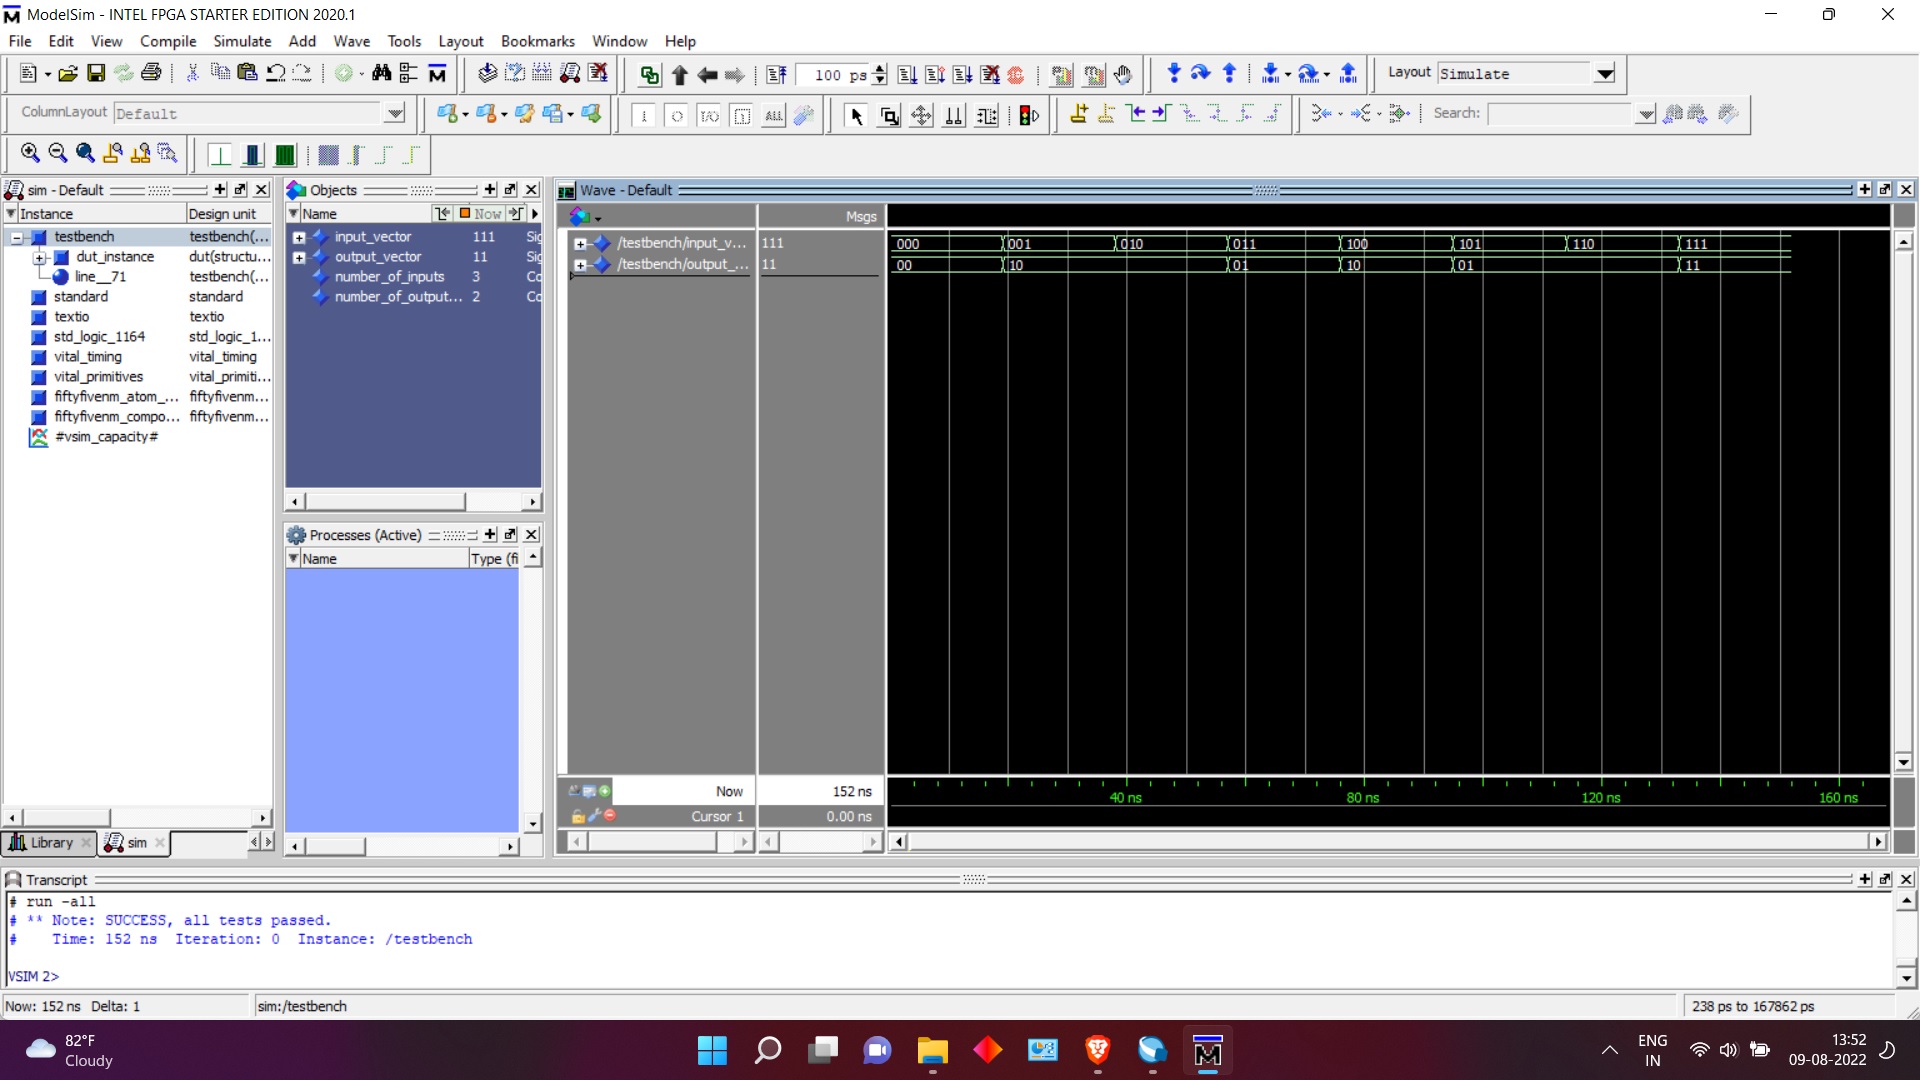 ModelSim - INTEL FPGA STARTER EDITION 2020.1
File Edit View Compile Simulate Add Wave Tools Layout Bookmarks Window Help
100 ps
Layout Simulate
ColumnLayout Default
ALL
Search:
sim - Default
Instance Design unit
testbench testbench(...
dut_instance dut(structu...
line__71 testbench(...
standard standard
textio textio
std_logic_1164 std_logic_1...
vital_timing vital_timing
vital_primitives vital_primiti...
fiftyfivenm_atom_... fiftyfivenm...
fiftyfivenm_compo... fiftyfivenm...
#vsim_capacity#
Library sim
Objects
Name Now
input_vector 111 Sig
output_vector 11 Sig
number_of_inputs 3 Co
number_of_output... 2 Co
Processes (Active)
Name Type (fi
Wave - Default
Msgs
/testbench/input_v... 111 000 001 010 011 100 101 110 111
/testbench/output_... 11 00 10 01 10 01 11
Now 152 ns
40 ns 80 ns 120 ns 160 ns
Cursor 1 0.00 ns
Transcript
# run -all
# ** Note: SUCCESS, all tests passed.
# Time: 152 ns Iteration: 0 Instance: /testbench
VSIM 2>
Now: 152 ns Delta: 1 sim:/testbench 238 ps to 167862 ps
82°F
Cloudy
ENG
IN
13:52
09-08-2022